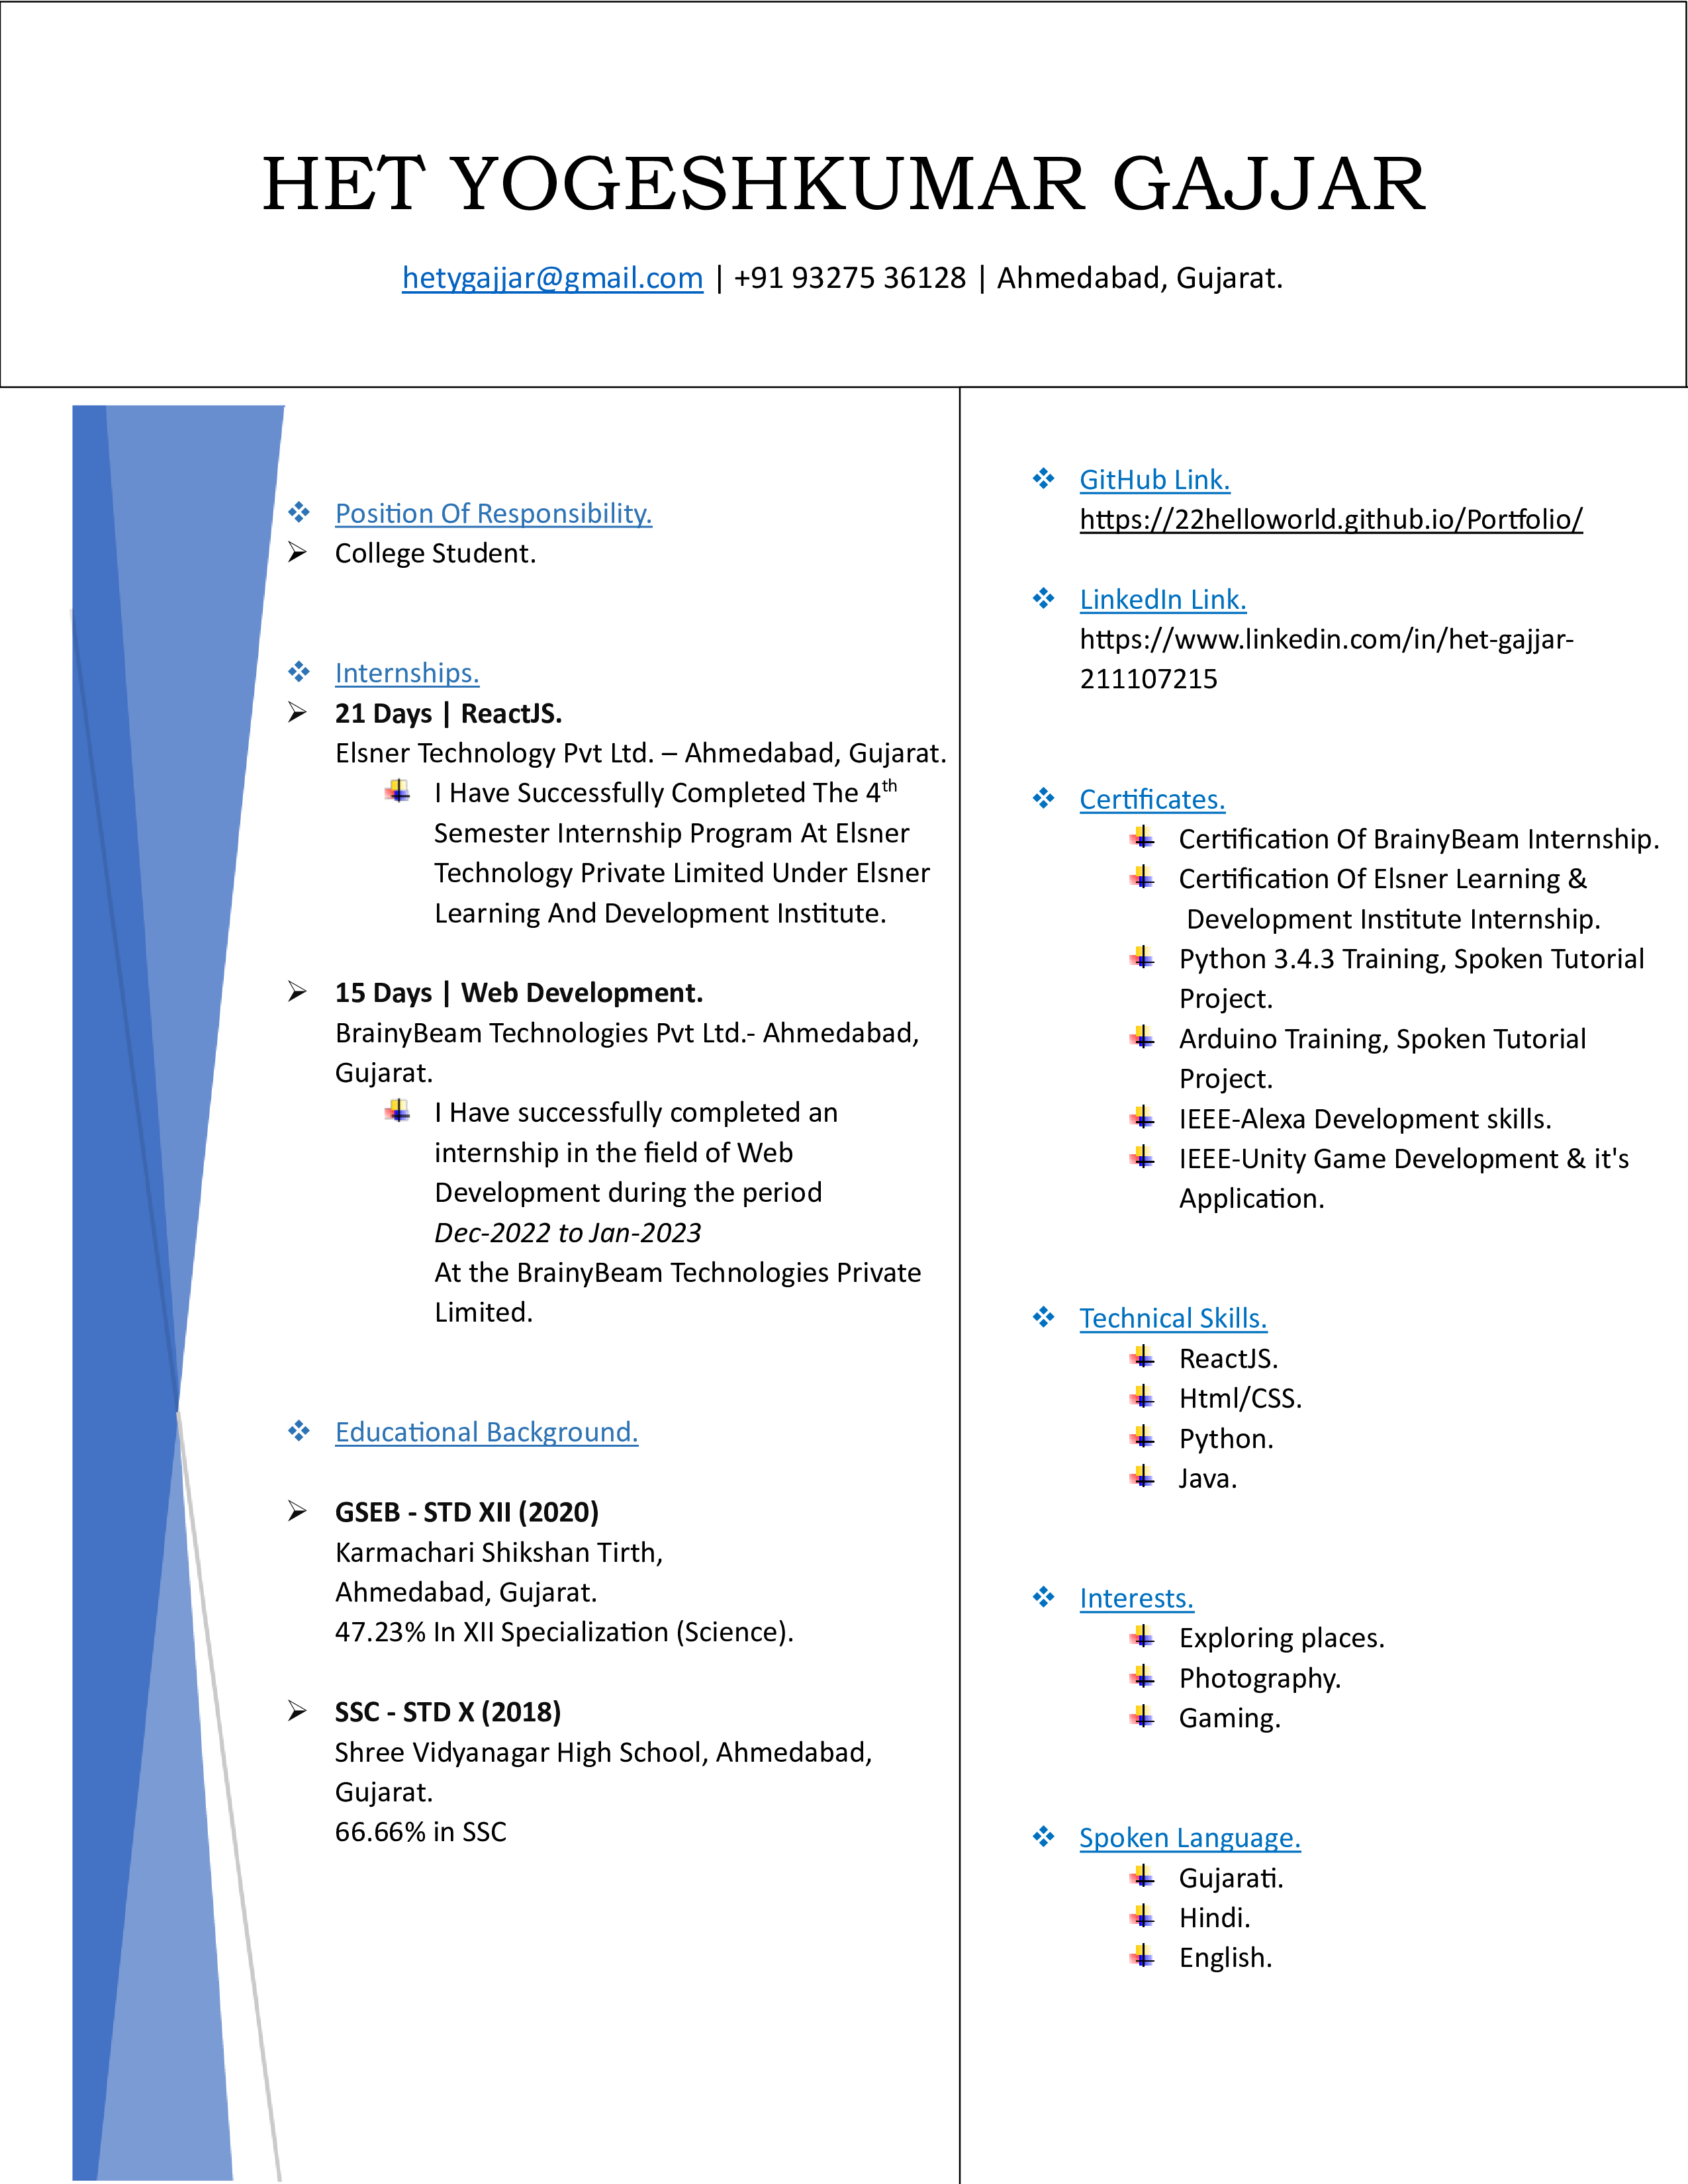 HET YOGESHKUMAR GAJJAR
hetygajjar@gmail.com | +91 93275 36128 | Ahmedabad, Gujarat.
Position Of Responsibility.
College Student.
Internships.
21 Days | ReactJS.
Elsner Technology Pvt Ltd. – Ahmedabad, Gujarat.
I Have Successfully Completed The 4th
Semester Internship Program At Elsner
Technology Private Limited Under Elsner
Learning And Development Institute.
15 Days | Web Development.
BrainyBeam Technologies Pvt Ltd.- Ahmedabad,
Gujarat.
I Have successfully completed an
internship in the field of Web
Development during the period
Dec-2022 to Jan-2023
At the BrainyBeam Technologies Private
Limited.
Educational Background.
GSEB - STD XII (2020)
Karmachari Shikshan Tirth,
Ahmedabad, Gujarat.
47.23% In XII Specialization (Science).
SSC - STD X (2018)
Shree Vidyanagar High School, Ahmedabad,
Gujarat.
66.66% in SSC
GitHub Link.
https://22helloworld.github.io/Portfolio/
LinkedIn Link.
https://www.linkedin.com/in/het-gajjar-
211107215
Certificates.
Certification Of BrainyBeam Internship.
Certification Of Elsner Learning &
Development Institute Internship.
Python 3.4.3 Training, Spoken Tutorial
Project.
Arduino Training, Spoken Tutorial
Project.
IEEE-Alexa Development skills.
IEEE-Unity Game Development & it's
Application.
Technical Skills.
ReactJS.
Html/CSS.
Python.
Java.
Interests.
Exploring places.
Photography.
Gaming.
Spoken Language.
Gujarati.
Hindi.
English.